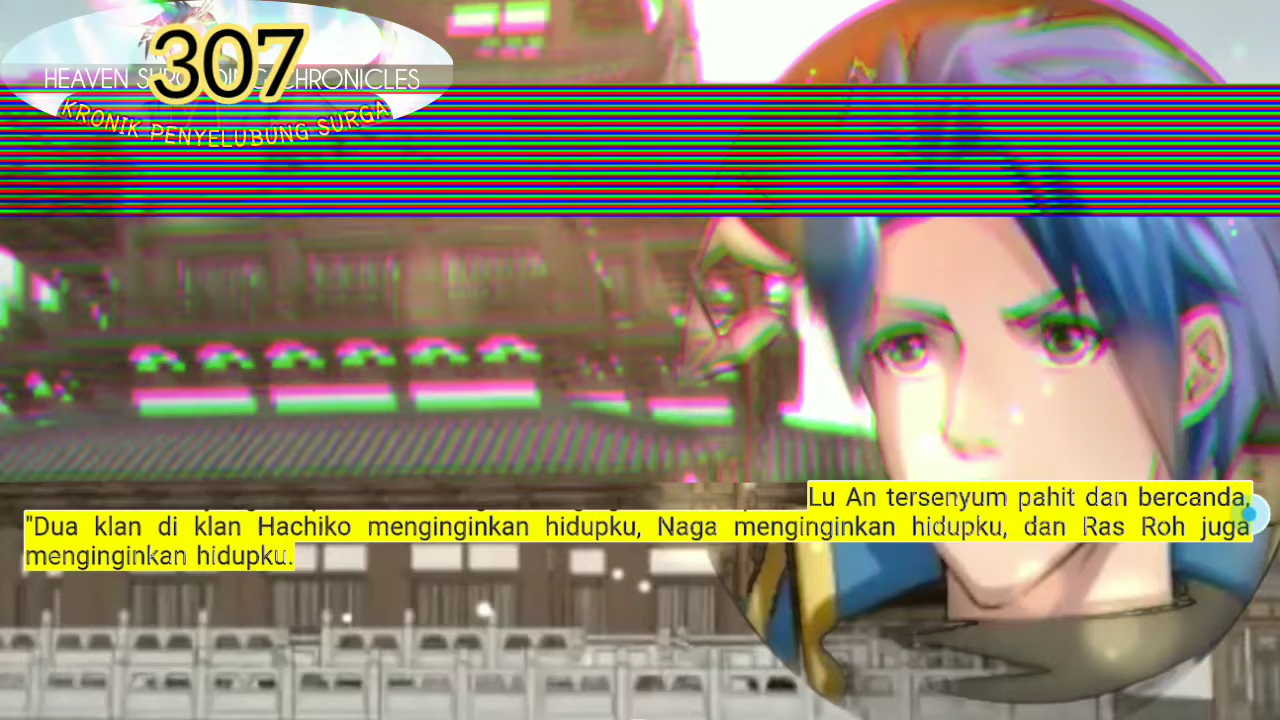 307
HEAVEN CHRONICLES
KRONIK PENYELUBUNG SURGA
Lu An tersenyum pahit dan bercanda,
"Dua klan di klan Hachiko menginginkan hidupku, Naga menginginkan hidupku, dan Ras Roh juga
menginginkan hidupku.